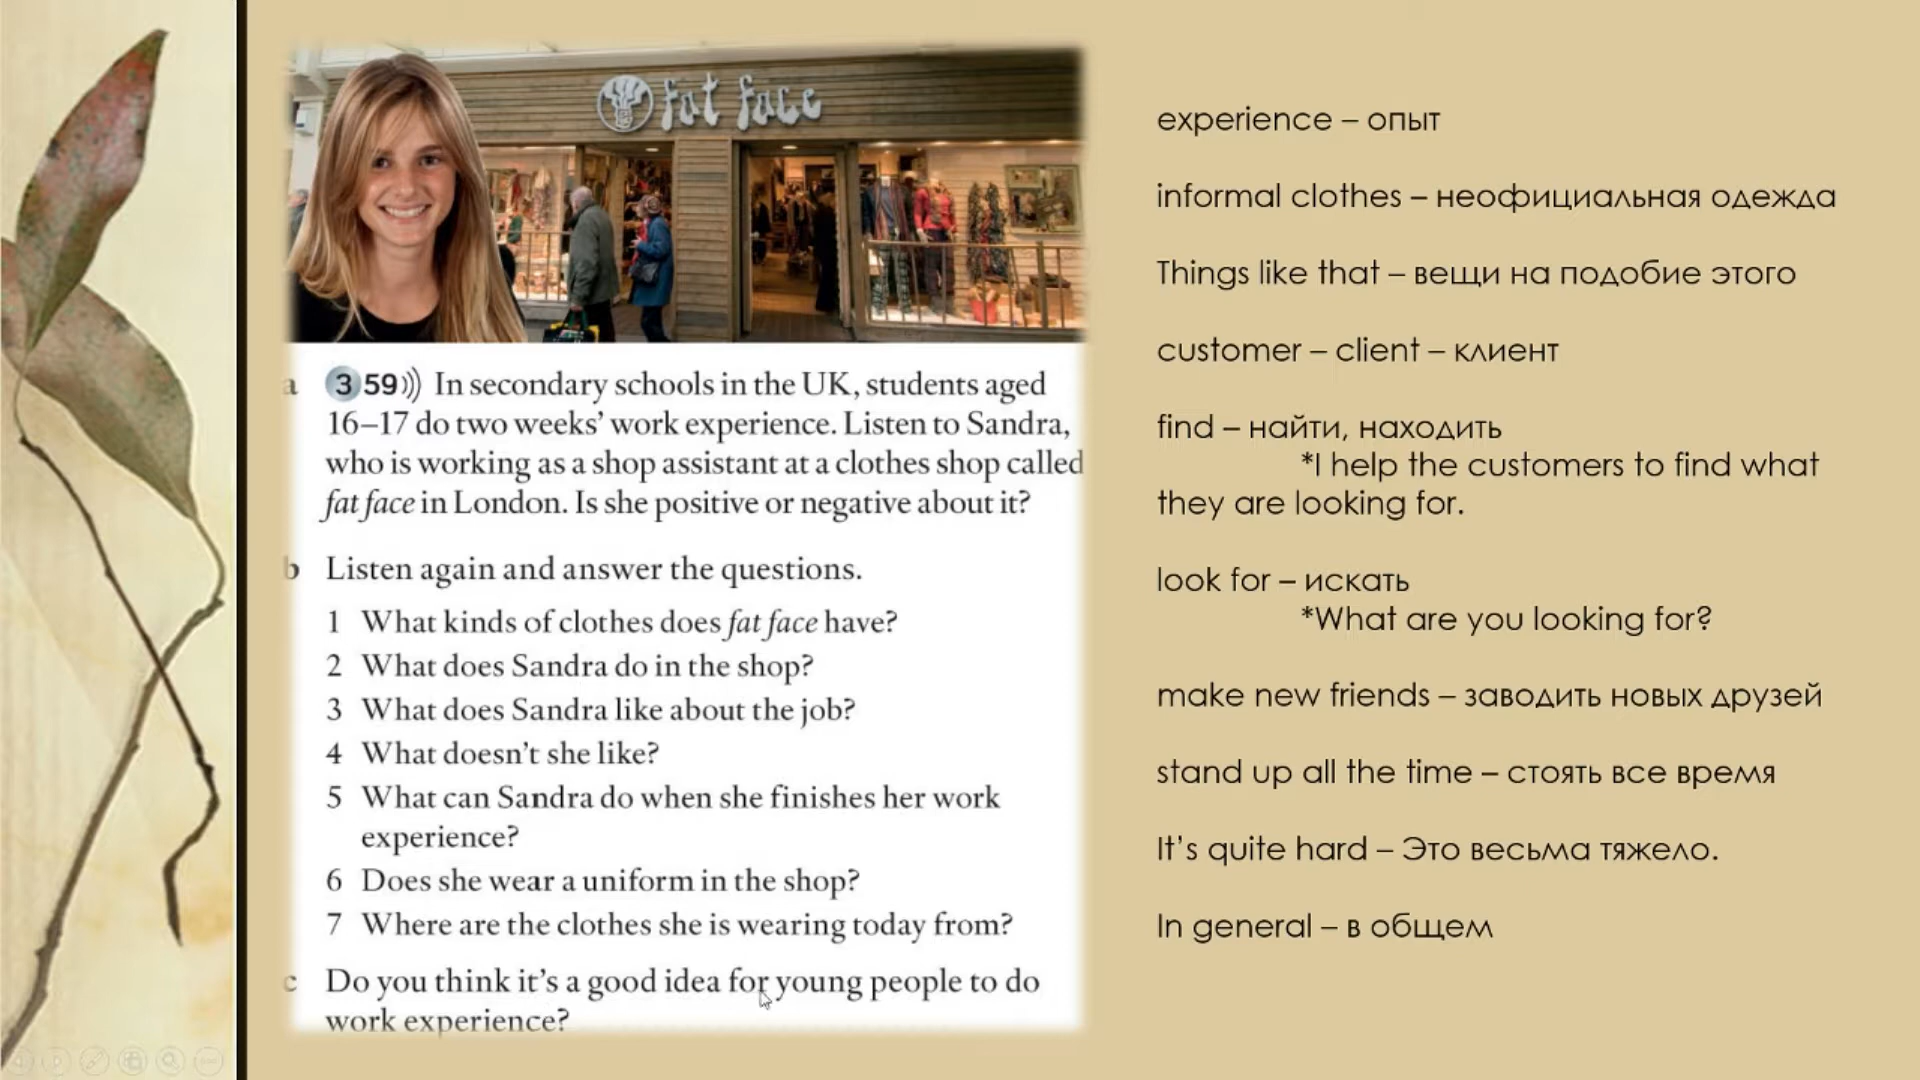 fat face
a 3 59 In secondary schools in the UK, students aged
16–17 do two weeks' work experience. Listen to Sandra,
who is working as a shop assistant at a clothes shop called
fat face in London. Is she positive or negative about it?
b Listen again and answer the questions.
1 What kinds of clothes does fat face have?
2 What does Sandra do in the shop?
3 What does Sandra like about the job?
4 What doesn't she like?
5 What can Sandra do when she finishes her work
experience?
6 Does she wear a uniform in the shop?
7 Where are the clothes she is wearing today from?
c Do you think it's a good idea for young people to do
work experience?
experience – опыт
informal clothes – неофициальная одежда
Things like that – вещи на подобие этого
customer – client – клиент
find – найти, находить
*I help the customers to find what
they are looking for.
look for – искать
*What are you looking for?
make new friends – заводить новых друзей
stand up all the time – стоять все время
It's quite hard – Это весьма тяжело.
In general – в общем